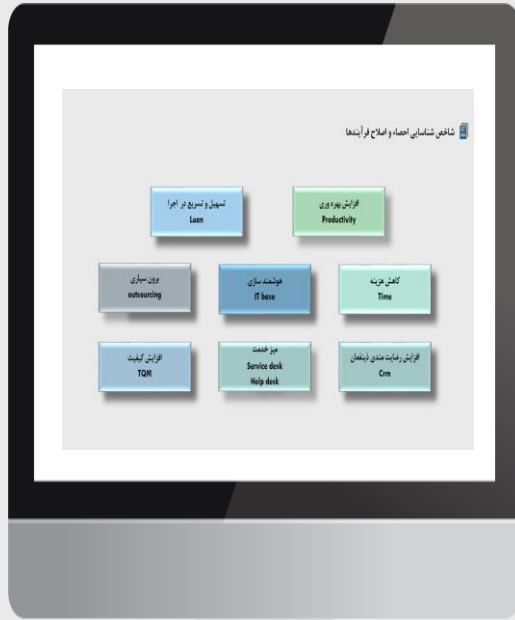 شاخص شناسایی احصاء و اصلاح فرآیندها
افزایش بهره وری
Productivity
تسهیل و تسریع در اجرا
Lean
کاهش هزینه
Time
هوشمند سازی
IT base
برون سپاری
outsourcing
افزایش رضایت مندی ذینفعان
Crm
میز خدمت
Service desk
Help desk
افزایش کیفیت
TQM